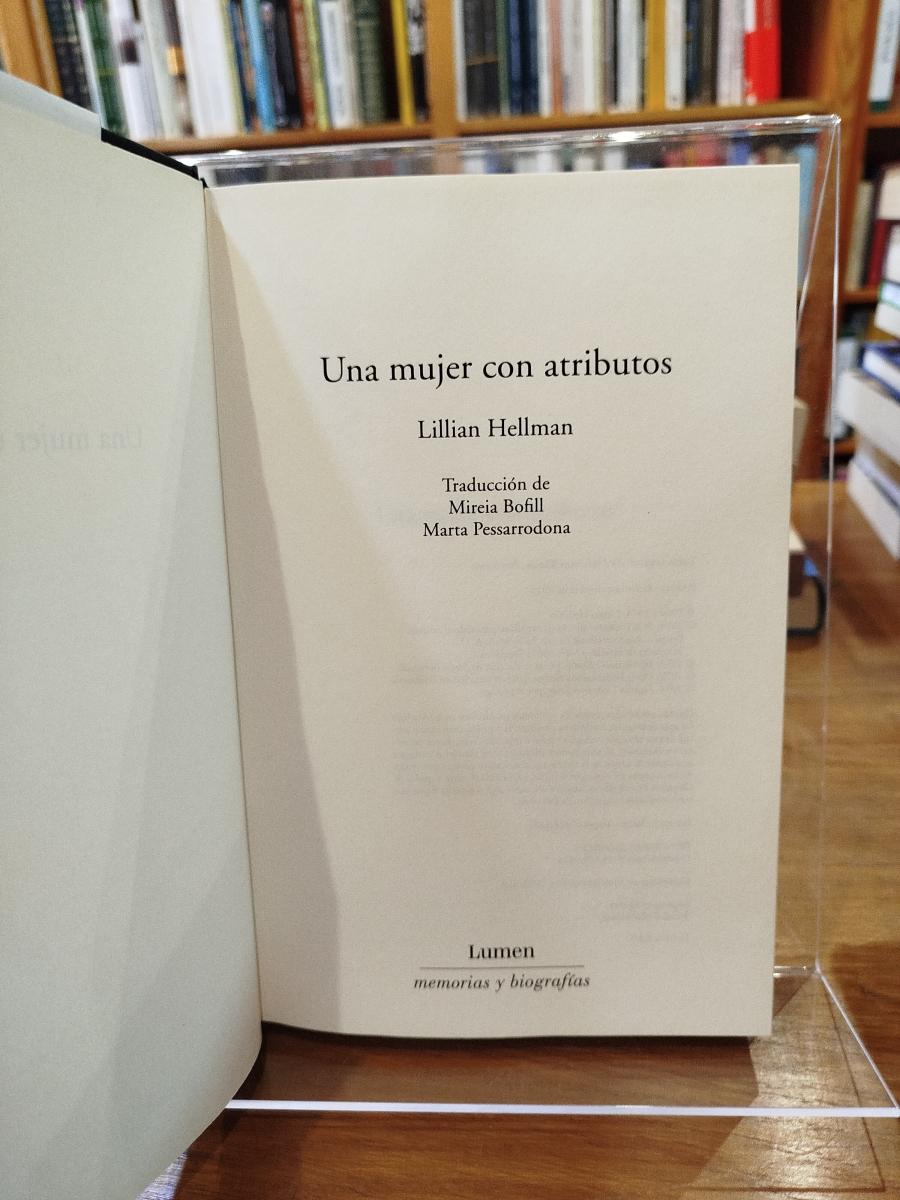 Una mujer con atributos
Lillian Hellman
Traducción de
Mireia Bofill
Marta Pessarrodona
Lumen
memorias y biografías